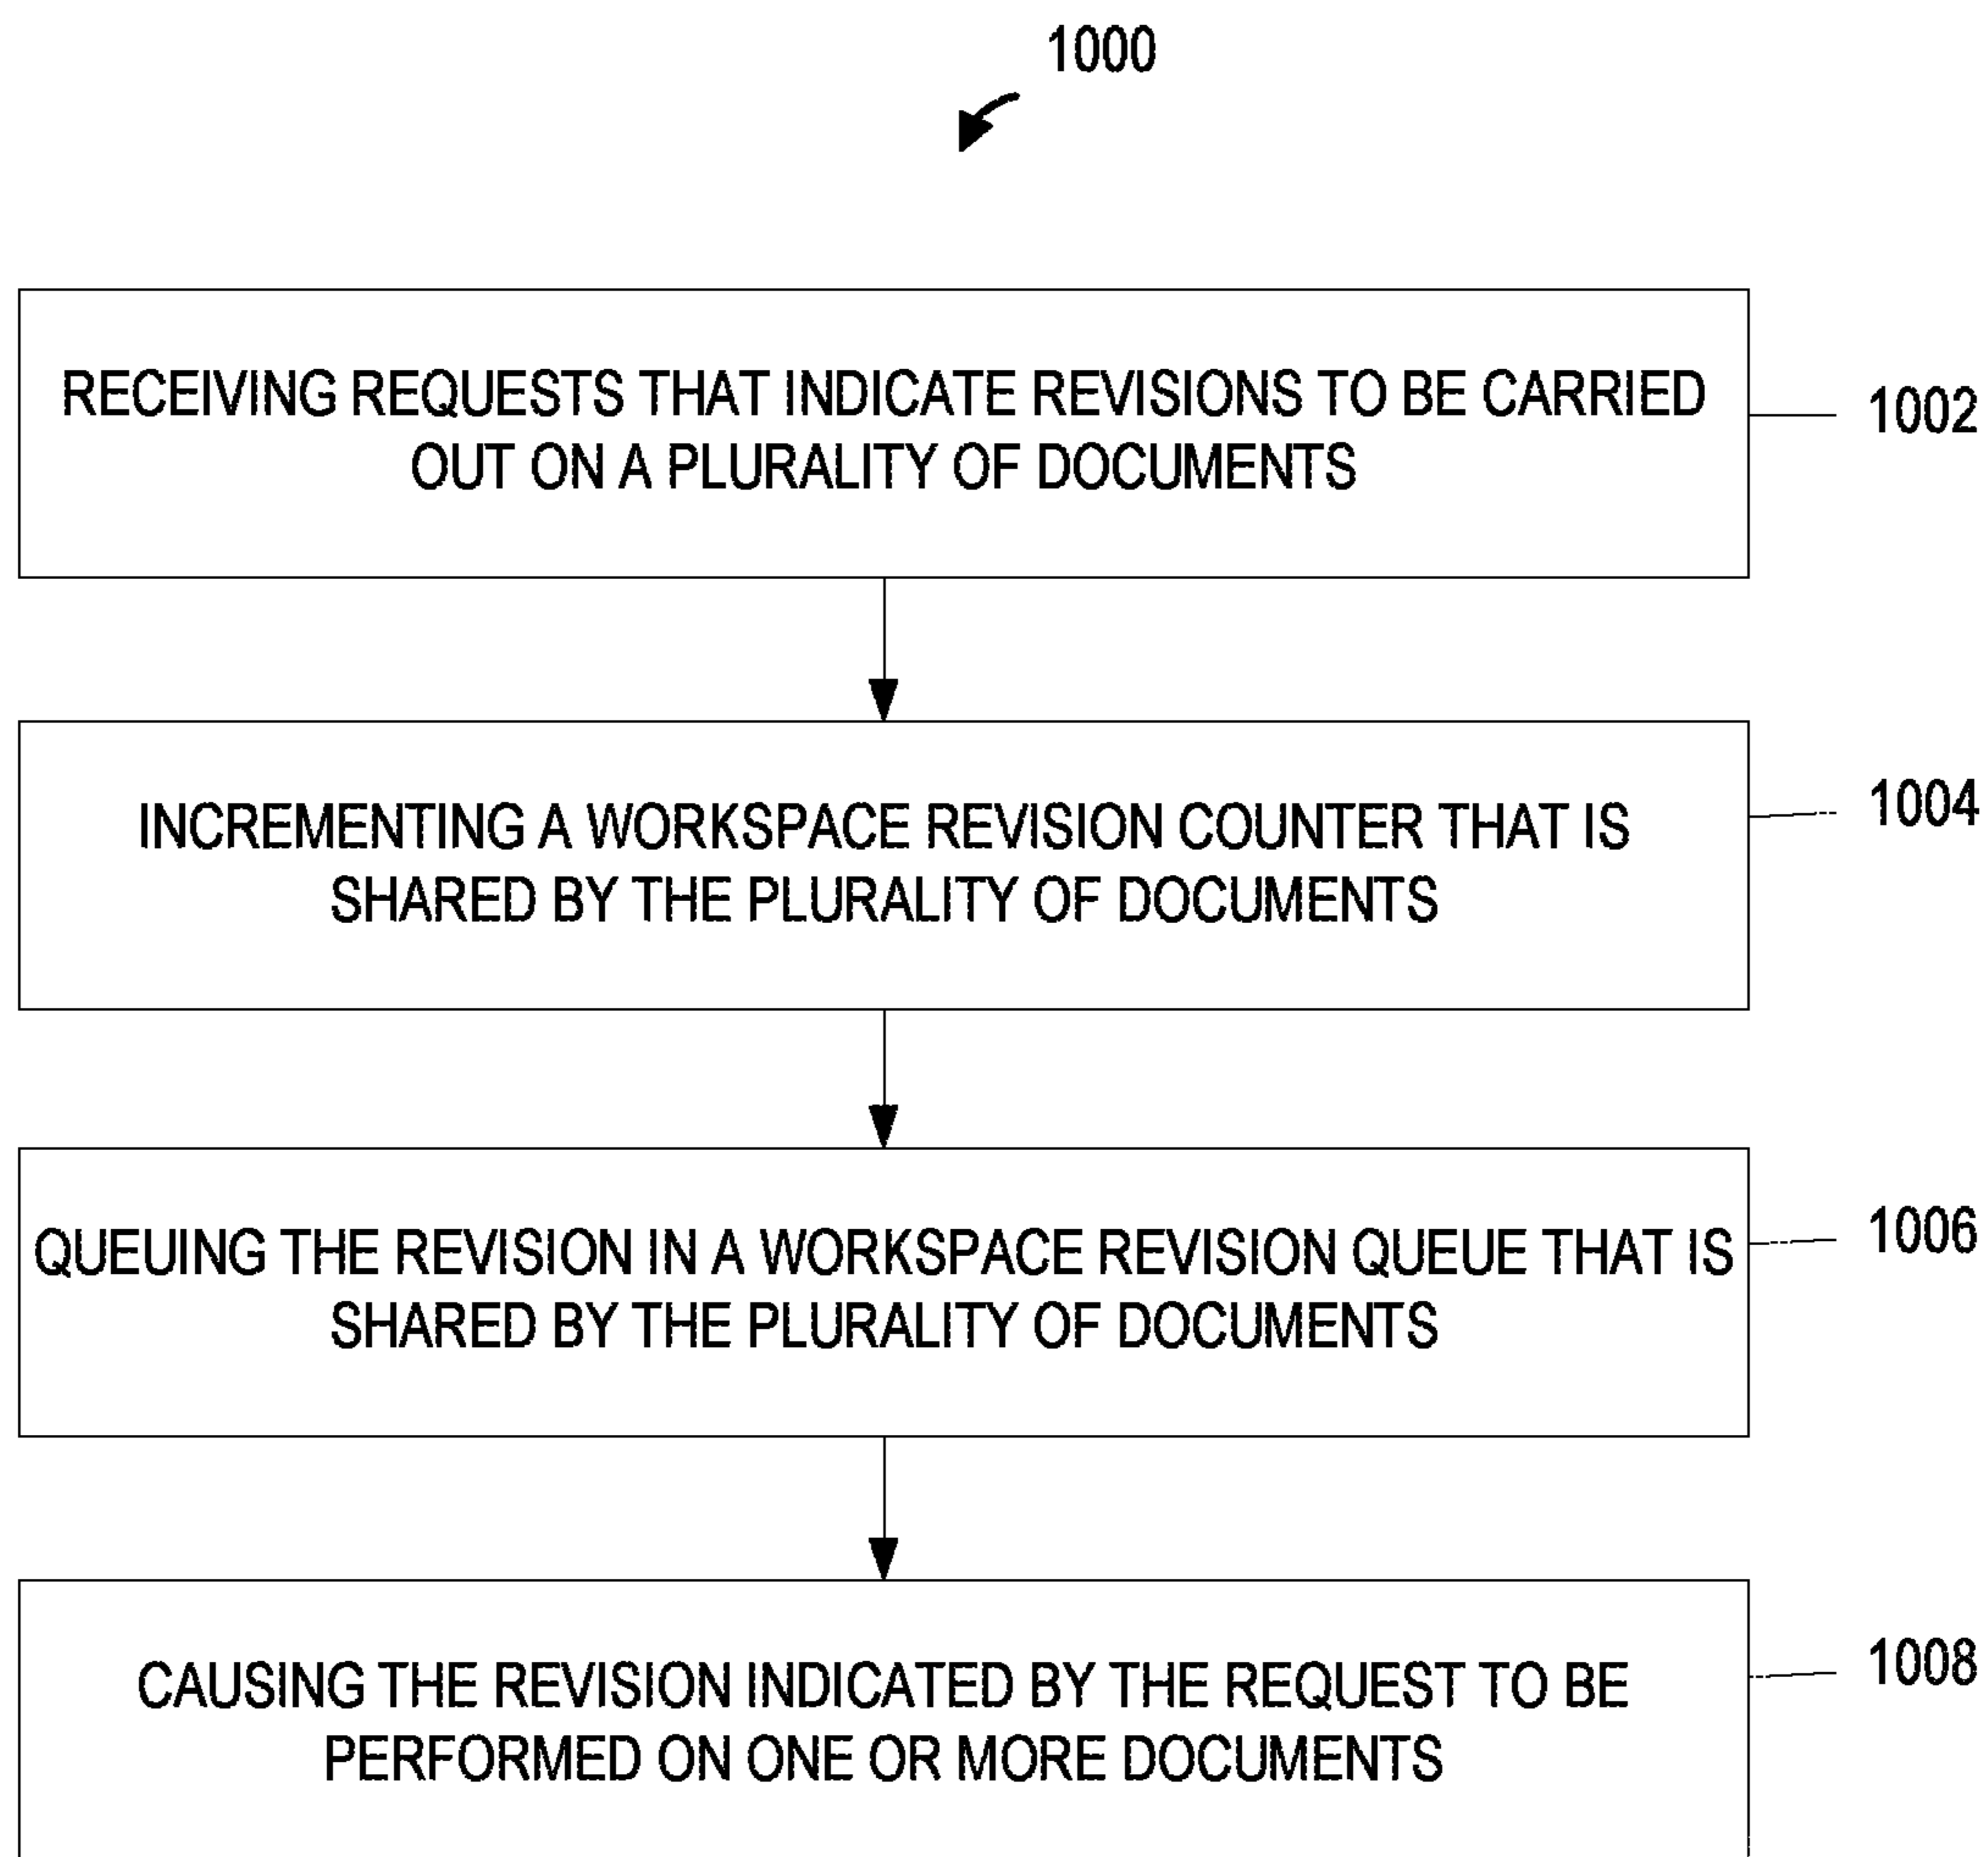 1000
RECEIVING REQUESTS THAT INDICATE REVISIONS TO BE CARRIED
OUT ON A PLURALITY OF DOCUMENTS
1002
INCREMENTING A WORKSPACE REVISION COUNTER THAT IS
SHARED BY THE PLURALITY OF DOCUMENTS
1004
QUEUING THE REVISION IN A WORKSPACE REVISION QUEUE THAT IS
SHARED BY THE PLURALITY OF DOCUMENTS
1006
CAUSING THE REVISION INDICATED BY THE REQUEST TO BE
PERFORMED ON ONE OR MORE DOCUMENTS
1008